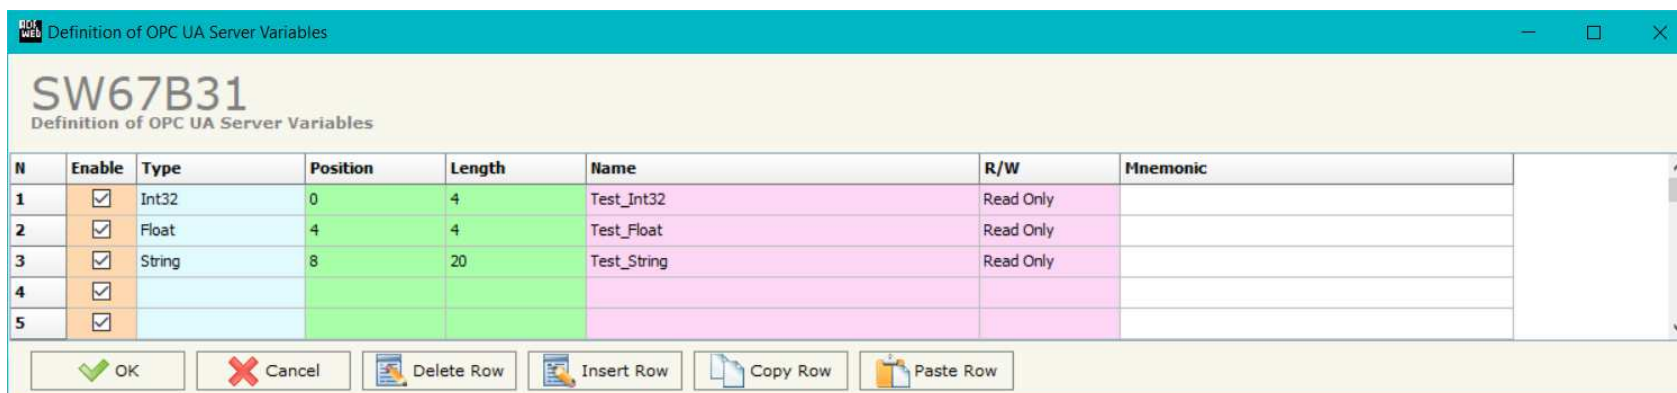 ADF
WEB Definition of OPC UA Server Variables
SW67B31
Definition of OPC UA Server Variables
N Enable Type Position Length Name R/W Mnemonic
1 Int32 0 4 Test_Int32 Read Only
2 Float 4 4 Test_Float Read Only
3 String 8 20 Test_String Read Only
4
5
OK Cancel Delete Row Insert Row Copy Row Paste Row